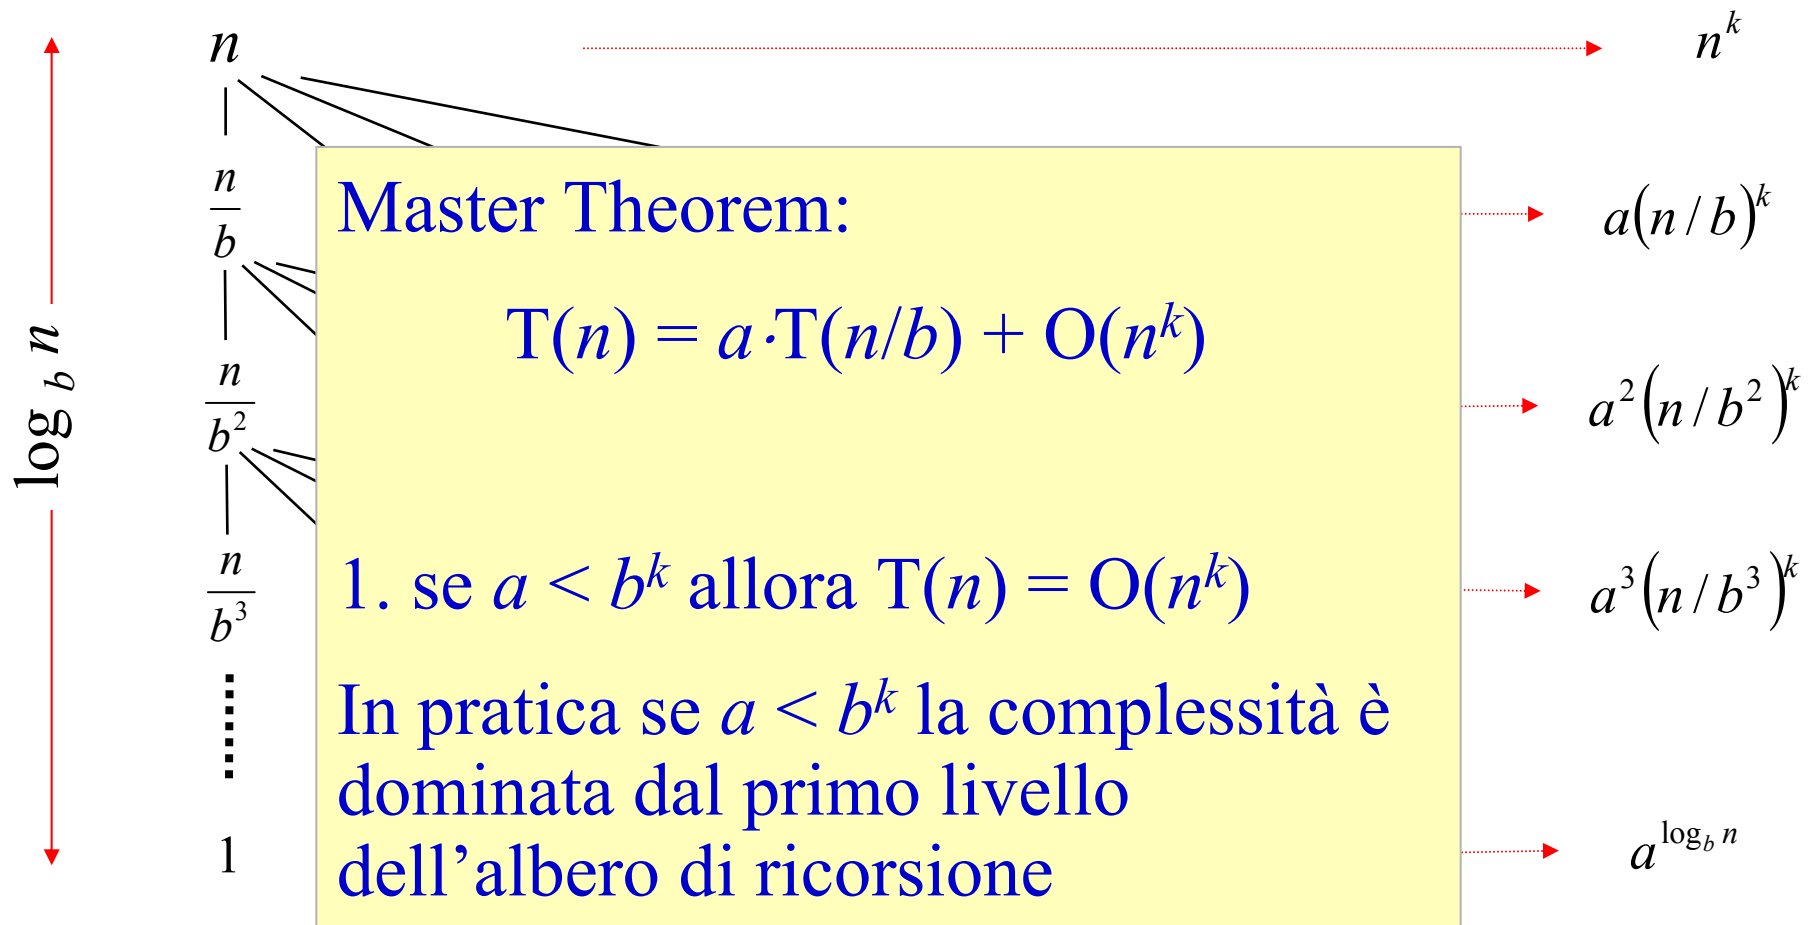 n
n^k
n/b
a(n / b)^k
Master Theorem:
T(n) = a·T(n/b) + O(n^k)
log_b n
n/b^2
a^2(n / b^2)^k
n/b^3
1. se a < b^k allora T(n) = O(n^k)
a^3(n / b^3)^k
In pratica se a < b^k la complessità è
dominata dal primo livello
dell’albero di ricorsione
1
a^{log_b n}